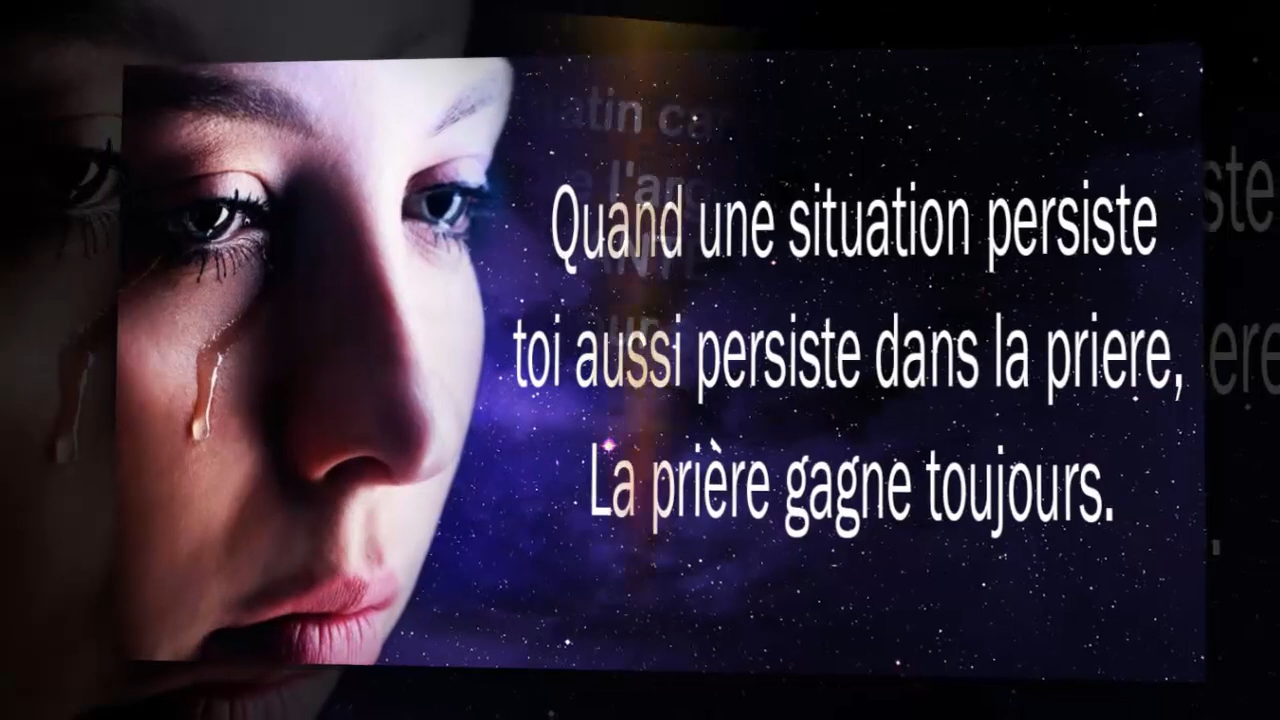 Quand une situation persiste
toi aussi persiste dans la priere,
La prière gagne toujours.